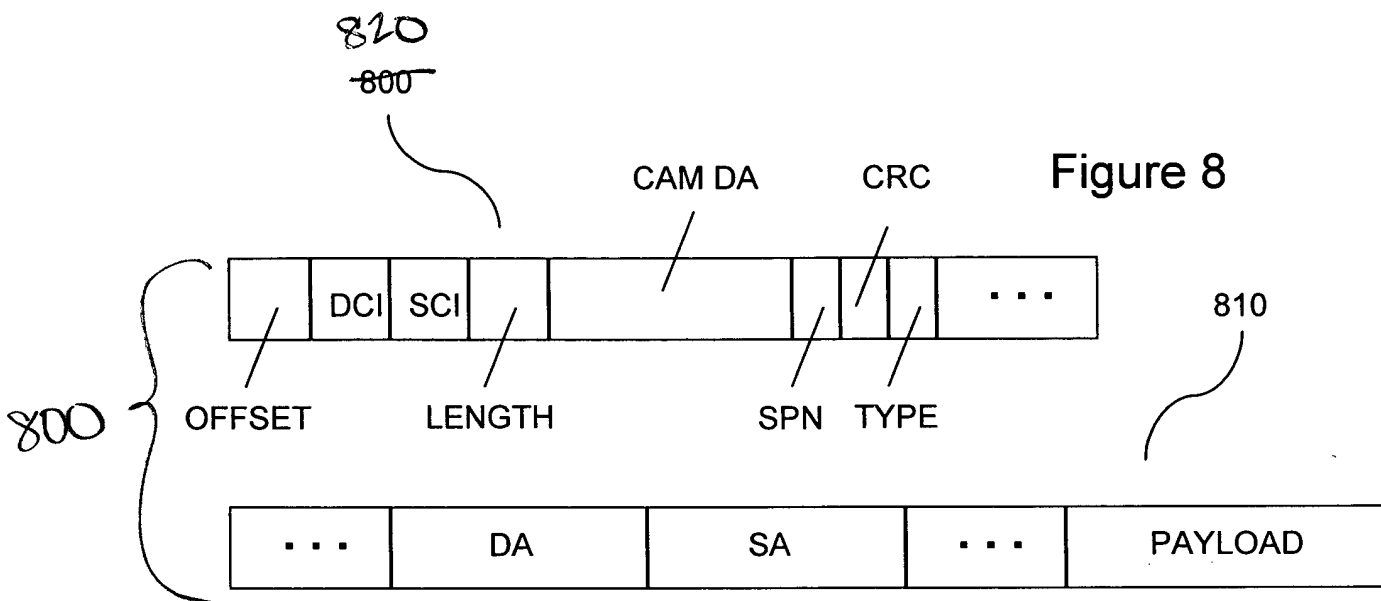 820
800
CAM DA CRC Figure 8
DCI SCI ...
810
800
OFFSET LENGTH SPN TYPE
... DA SA ... PAYLOAD